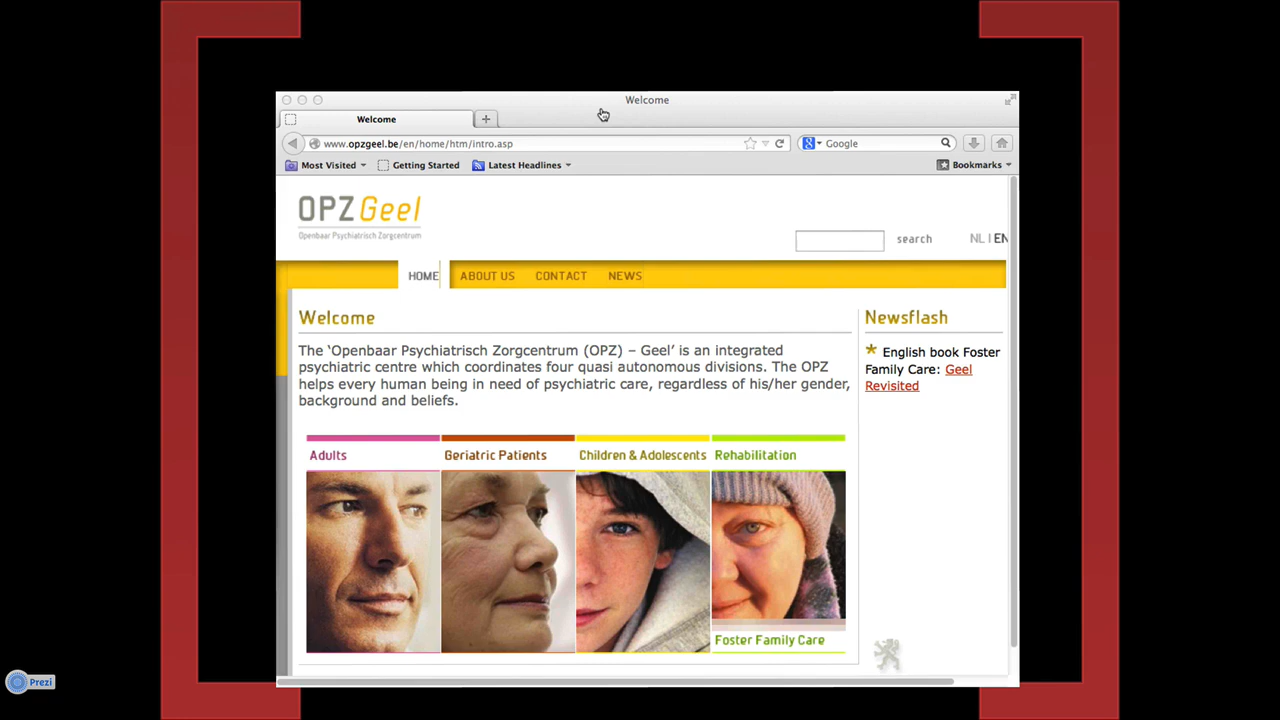 Welcome
Welcome
www.opzgeel.be/en/home/htm/intro.asp
Google
Most Visited
Getting Started
Latest Headlines
Bookmarks
OPZ Geel
Openbaar Psychiatrisch Zorgcentrum
search
NL | EN
HOME
ABOUT US
CONTACT
NEWS
Welcome
The ‘Openbaar Psychiatrisch Zorgcentrum (OPZ) – Geel’ is an integrated
psychiatric centre which coordinates four quasi autonomous divisions. The OPZ
helps every human being in need of psychiatric care, regardless of his/her gender,
background and beliefs.
Newsflash
* English book Foster
Family Care: Geel
Revisited
Adults
Geriatric Patients
Children & Adolescents
Rehabilitation
Foster Family Care
Prezi